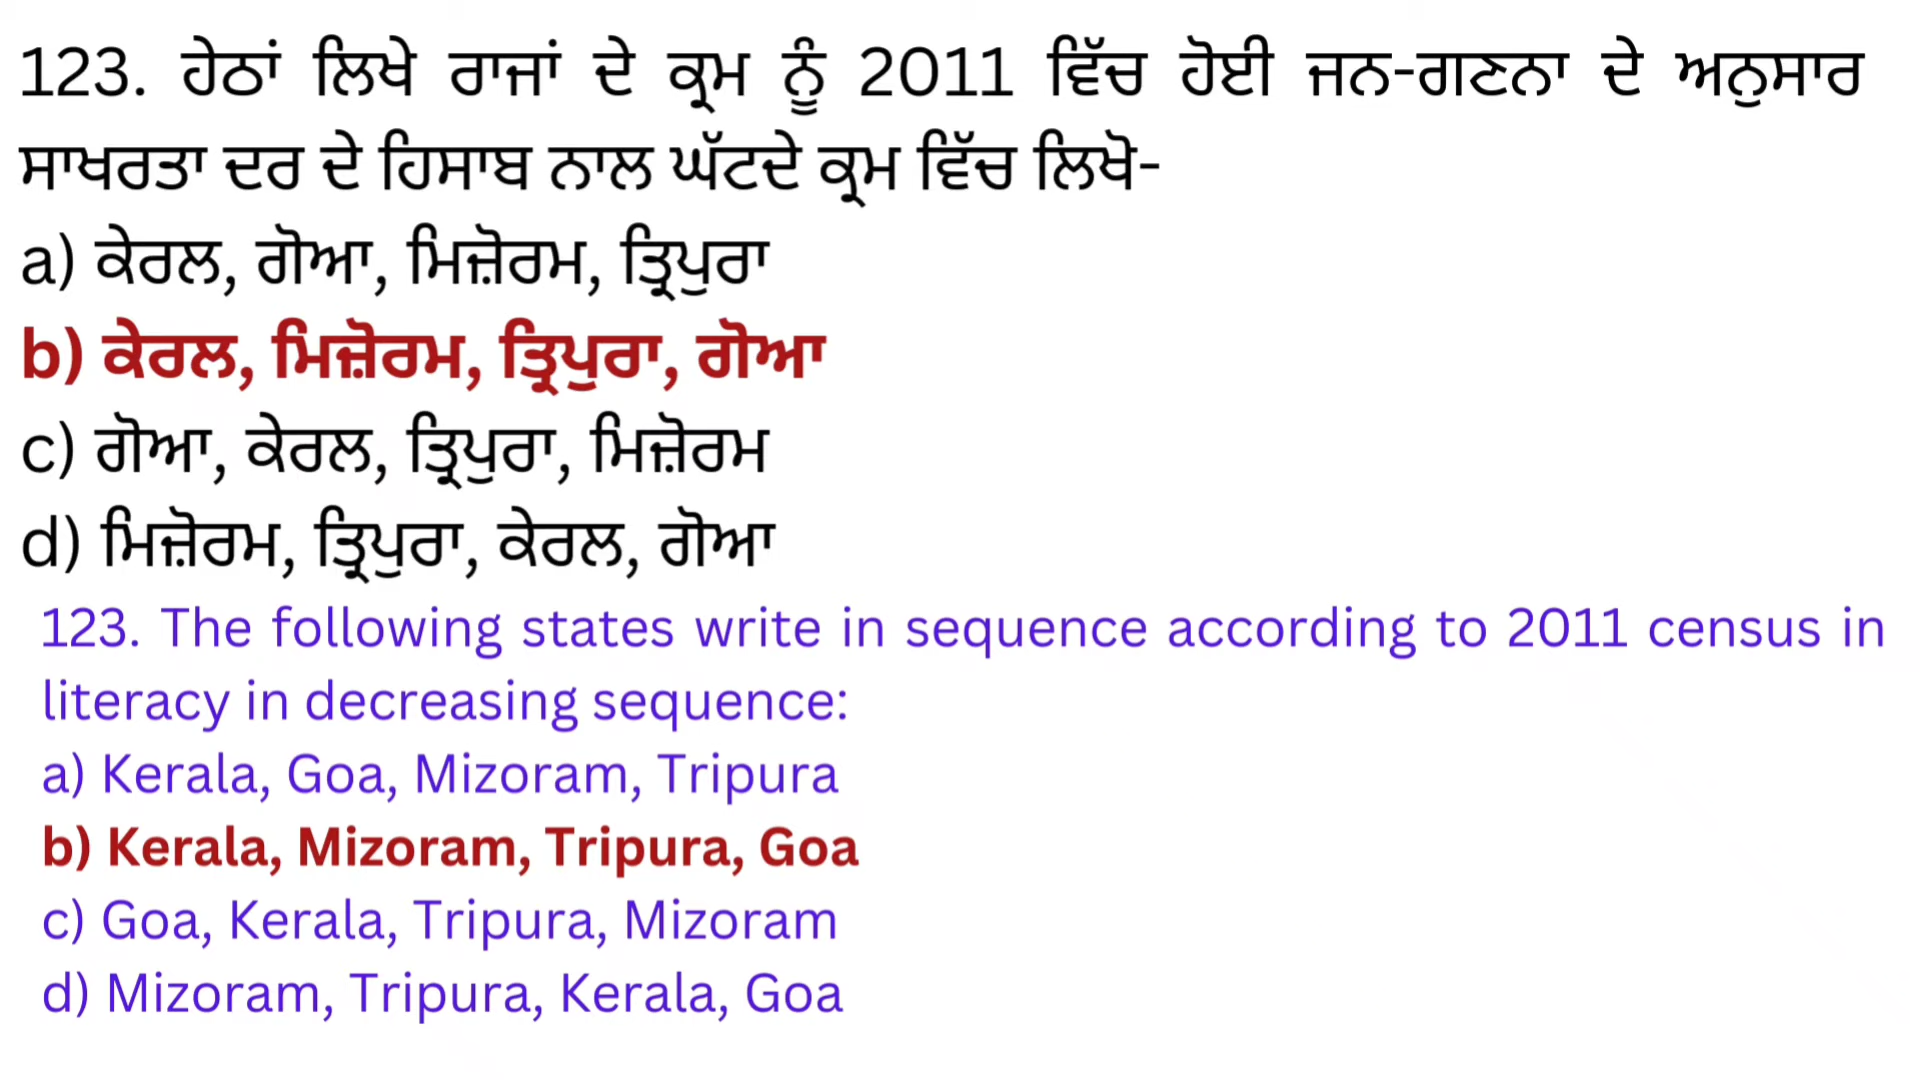 123. ਹੇਠਾਂ ਲਿਖੇ ਰਾਜਾਂ ਦੇ ਕ੍ਰਮ ਨੂੰ 2011 ਵਿੱਚ ਹੋਈ ਜਨ-ਗਣਨਾ ਦੇ ਅਨੁਸਾਰ
ਸਾਖਰਤਾ ਦਰ ਦੇ ਹਿਸਾਬ ਨਾਲ ਘੱਟਦੇ ਕ੍ਰਮ ਵਿੱਚ ਲਿਖੋ-
a) ਕੇਰਲ, ਗੋਆ, ਮਿਜ਼ੋਰਮ, ਤ੍ਰਿਪੁਰਾ
b) ਕੇਰਲ, ਮਿਜ਼ੋਰਮ, ਤ੍ਰਿਪੁਰਾ, ਗੋਆ
c) ਗੋਆ, ਕੇਰਲ, ਤ੍ਰਿਪੁਰਾ, ਮਿਜ਼ੋਰਮ
d) ਮਿਜ਼ੋਰਮ, ਤ੍ਰਿਪੁਰਾ, ਕੇਰਲ, ਗੋਆ
123. The following states write in sequence according to 2011 census in
literacy in decreasing sequence:
a) Kerala, Goa, Mizoram, Tripura
b) Kerala, Mizoram, Tripura, Goa
c) Goa, Kerala, Tripura, Mizoram
d) Mizoram, Tripura, Kerala, Goa